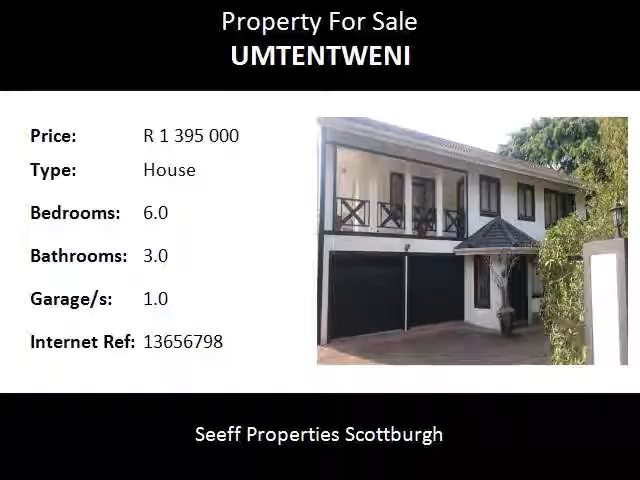 Property For Sale
UMTENTWENI
Price: R 1 395 000
Type: House
Bedrooms: 6.0
Bathrooms: 3.0
Garage/s: 1.0
Internet Ref: 13656798
Seeff Properties Scottburgh